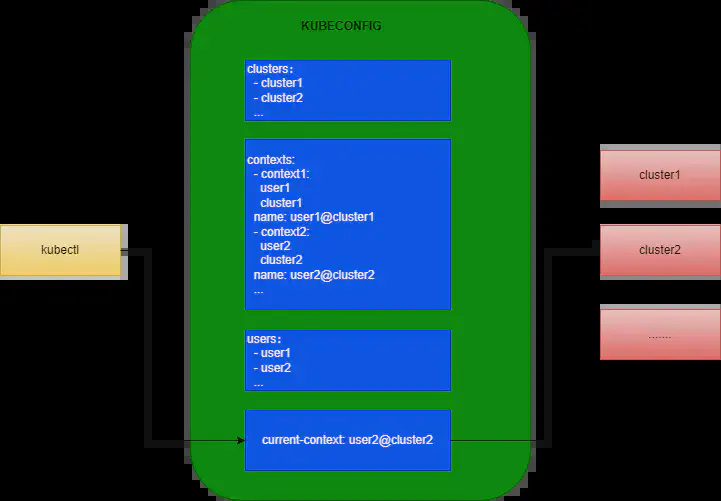 KUBECONFIG
clusters：
- cluster1
- cluster2
...
contexts:
- context1:
user1
cluster1
name: user1@cluster1
- context2:
user2
cluster2
name: user2@cluster2
...
users：
- user1
- user2
...
current-context: user2@cluster2
kubectl
cluster1
cluster2
.......